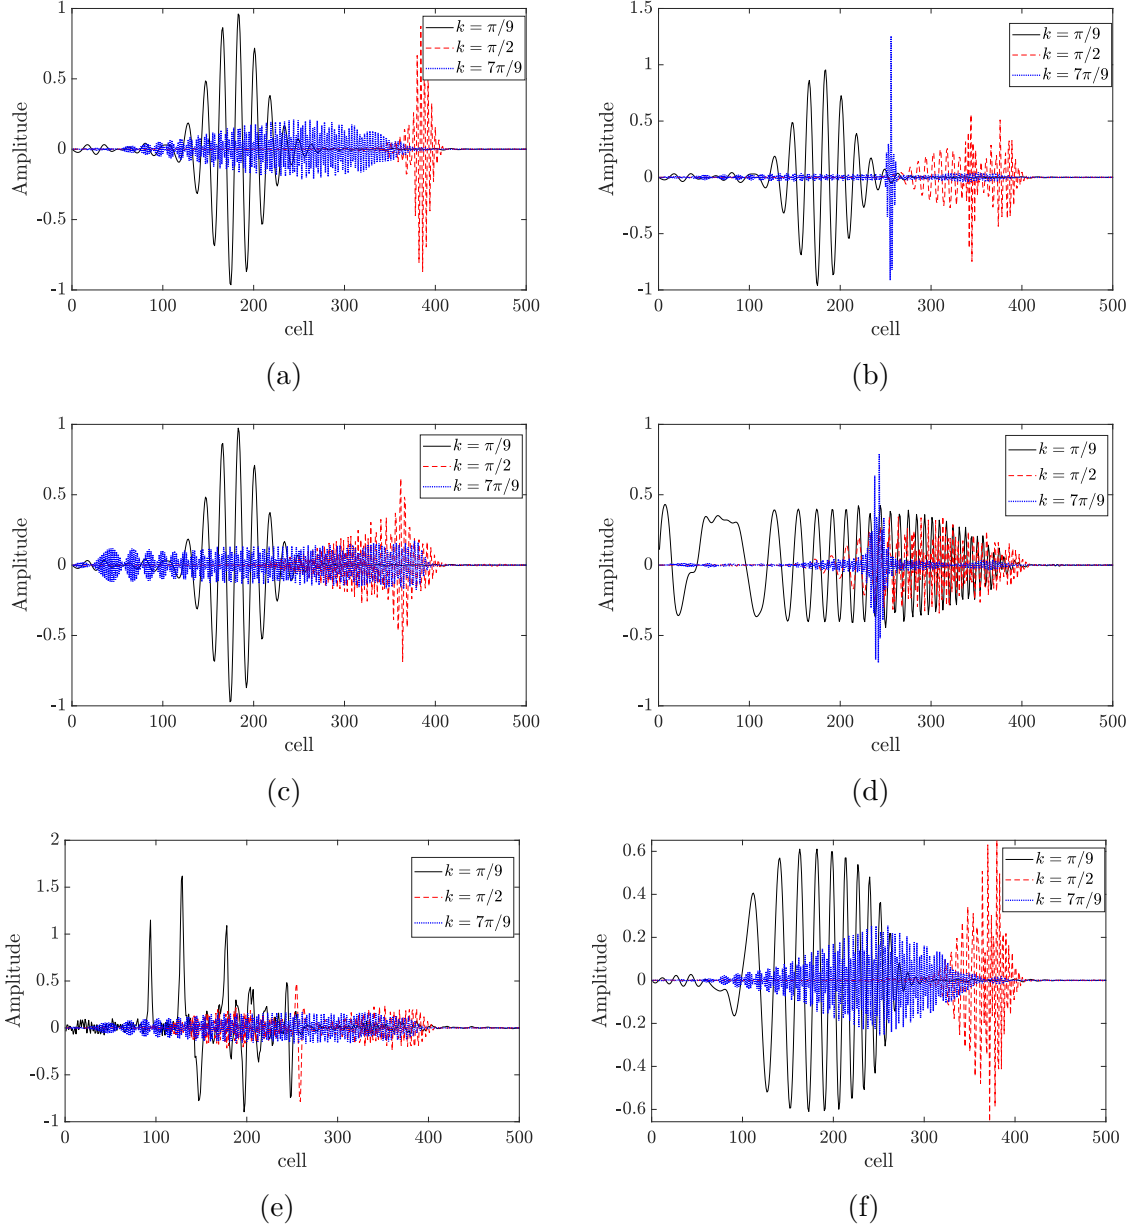 1
0.5
0
-0.5
-1
0 100 200 300 400 500
Amplitude
cell
k = π/9
k = π/2
k = 7π/9
(a)
1.5
1
0.5
0
0.5
-1
0 100 200 300 400 500
Amplitude
cell
k = π/9
k = π/2
k = 7π/9
(b)
1
0.5
0
-0.5
-1
0 100 200 300 400 500
Amplitude
cell
k = π/9
k = π/2
k = 7π/9
(c)
1
0.5
0
0.5
-1
0 100 200 300 400 500
Amplitude
cell
k = π/9
k = π/2
k = 7π/9
(d)
2
1.5
1
0.5
0
-0.5
-1
0 100 200 300 400 500
Amplitude
cell
k = π/9
k = π/2
k = 7π/9
(e)
0.6
0.4
0.2
0
-0.2
-0.4
-0.6
0 100 200 300 400 500
Amplitude
cell
k = π/9
k = π/2
k = 7π/9
(f)